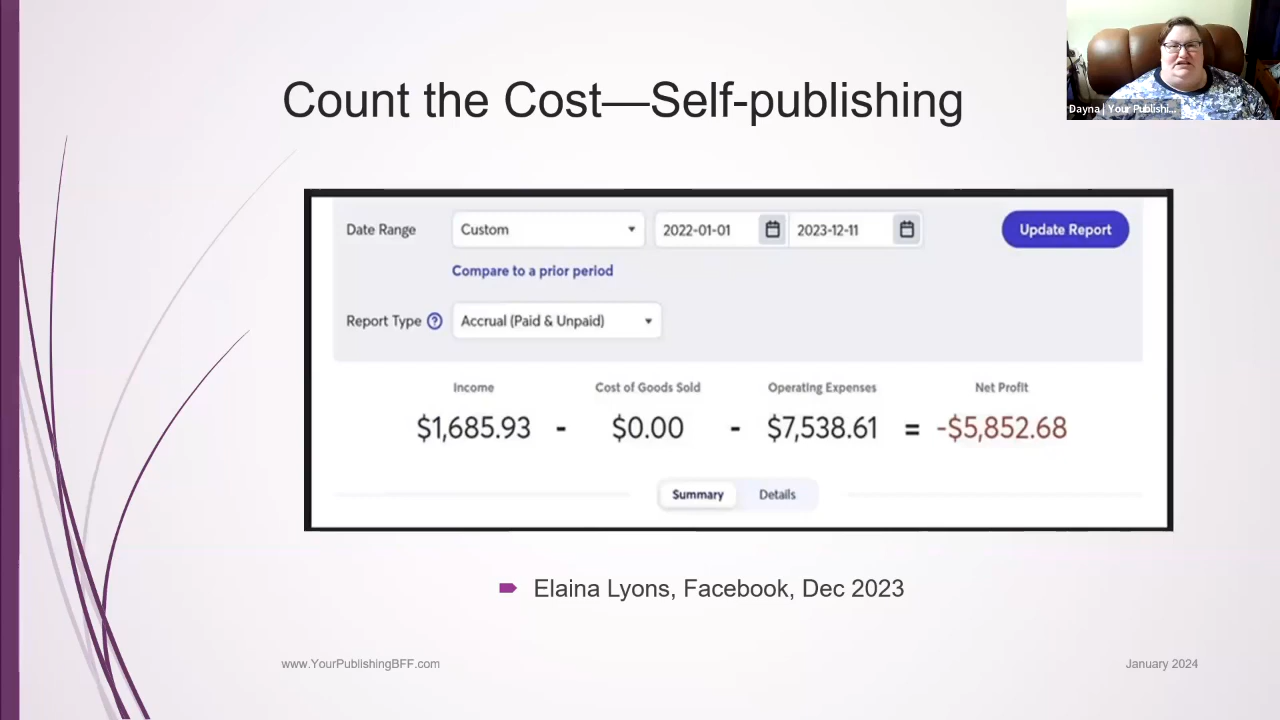 Count the Cost—Self-publishing
Dayna | Your Publishi...
Date Range
Custom
2022-01-01
2023-12-11
Update Report
Compare to a prior period
Report Type ?
Accrual (Paid & Unpaid)
Income
Cost of Goods Sold
Operating Expenses
Net Profit
$1,685.93 - $0.00 - $7,538.61 = -$5,852.68
Summary
Details
Elaina Lyons, Facebook, Dec 2023
www.YourPublishingBFF.com
January 2024